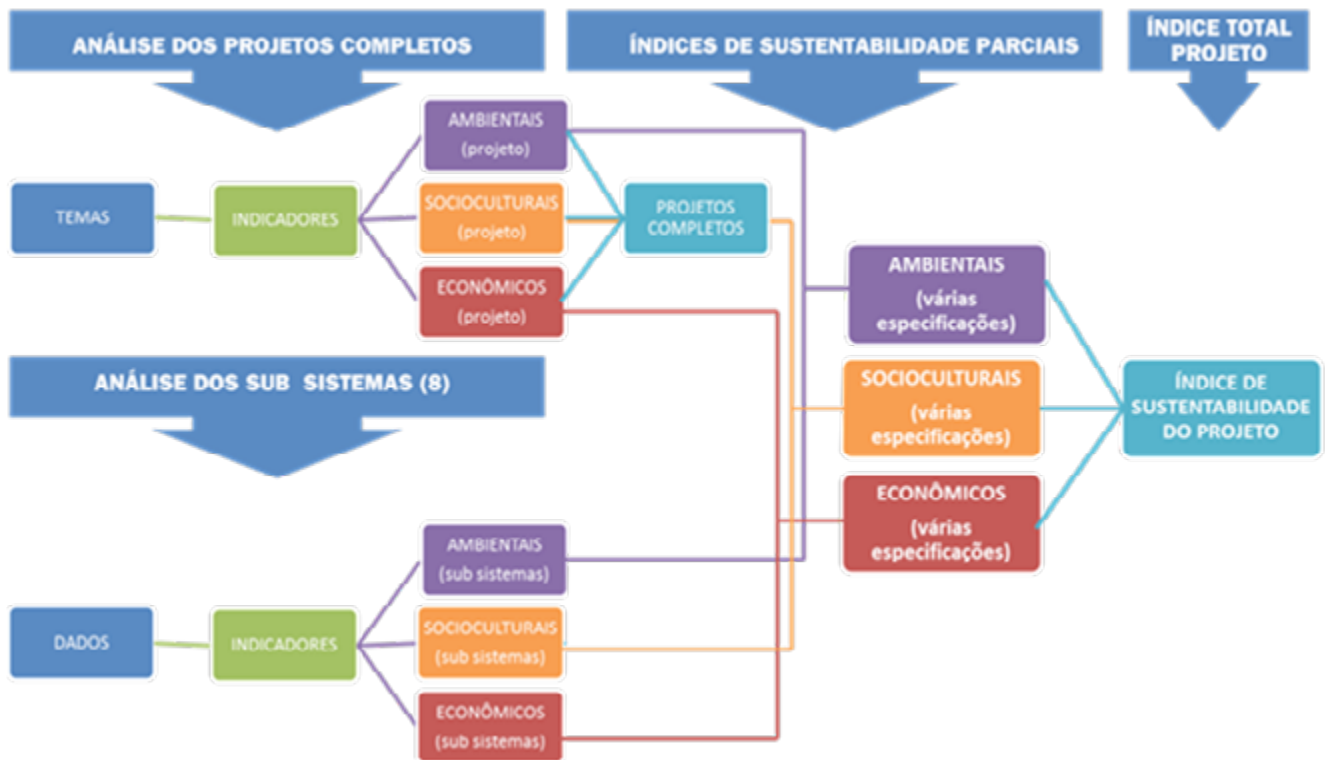 ANÁLISE DOS PROJETOS COMPLETOS
ÍNDICES DE SUSTENTABILIDADE PARCIAIS
ÍNDICE TOTAL
PROJETO
TEMAS
INDICADORES
AMBIENTAIS
(projeto)
SOCIOCULTURAIS
(projeto)
ECONÔMICOS
(projeto)
PROJETOS
COMPLETOS
ANÁLISE DOS SUB SISTEMAS (8)
DADOS
INDICADORES
AMBIENTAIS
(sub sistemas)
SOCIOCULTURAIS
(sub sistemas)
ECONÔMICOS
(sub sistemas)
AMBIENTAIS
(várias
especificações)
SOCIOCULTURAIS
(várias
especificações)
ECONÔMICOS
(várias
especificações)
ÍNDICE DE
SUSTENTABILIDADE
DO PROJETO